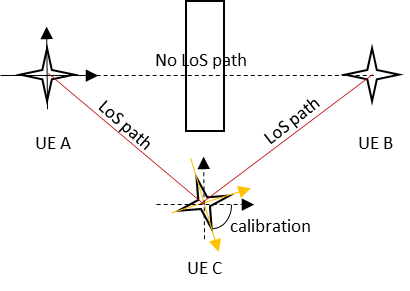 No LoS path
LoS path
LoS path
UE A
UE B
calibration
UE C